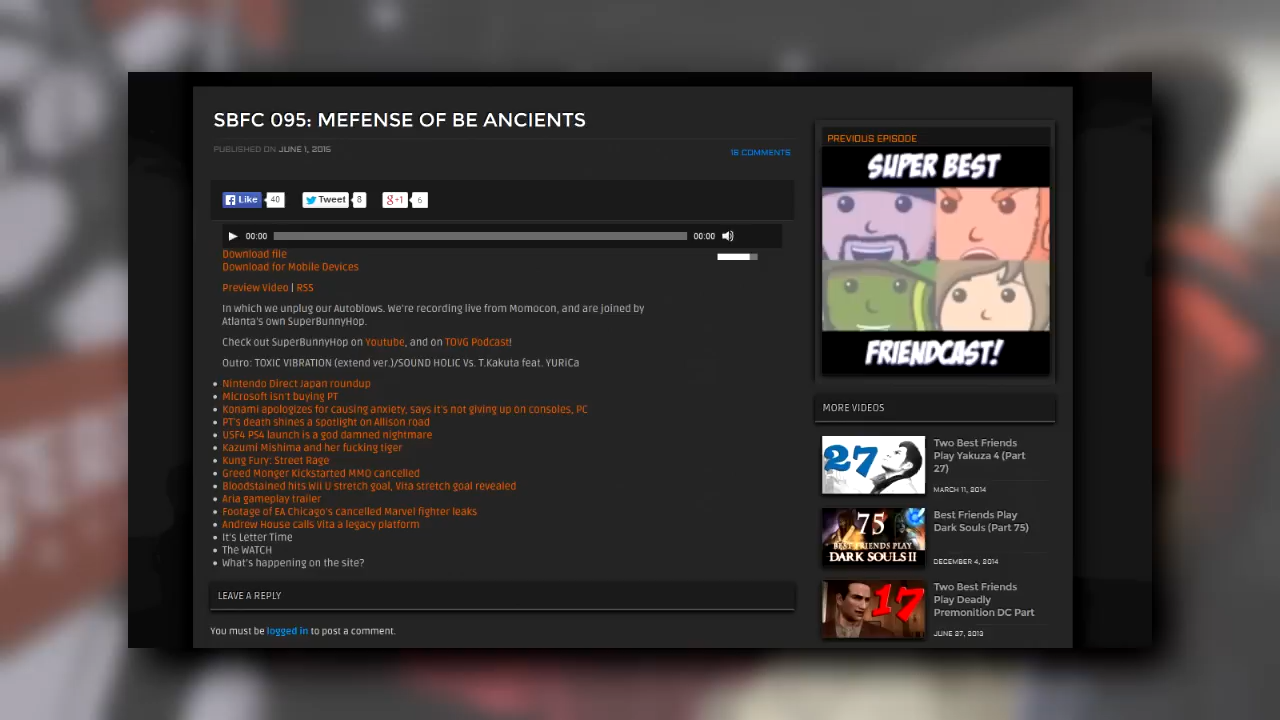 SBFC 095: MEFENSE OF BE ANCIENTS
PUBLISHED ON JUNE 1, 2015
18 COMMENTS
Like 40
Tweet 8
g+1 6
00:00
00:00
Download file
Download for Mobile Devices
Preview Video | RSS
In which we unplug our Autoblows. We're recording live from Momocon, and are joined by
Atlanta's own SuperBunnyHop.
Check out SuperBunnyHop on Youtube, and on TOVG Podcast!
Outro: TOXIC VIBRATION (extend ver.)/SOUND HOLIC Vs. T.Kakuta feat. YURiCa
Nintendo Direct Japan roundup
Microsoft isn't buying PT
Konami apologizes for causing anxiety, says it's not giving up on consoles, PC
PT's death shines a spotlight on Allison road
USF4 PS4 launch is a god damned nightmare
Kazumi Mishima and her fucking tiger
Kung Fury: Street Rage
Greed Monger Kickstarted MMO cancelled
Bloodstained hits Wii U stretch goal, Vita stretch goal revealed
Aria gameplay trailer
Footage of EA Chicago's cancelled Marvel fighter leaks
Andrew House calls Vita a legacy platform
It's Letter Time
The WATCH
What's happening on the site?
LEAVE A REPLY
You must be logged in to post a comment.
PREVIOUS EPISODE
SUPER BEST
FRIENDCAST!
MORE VIDEOS
27
Two Best Friends
Play Yakuza 4 (Part
27)
MARCH 11, 2014
75
BEST FRIENDS PLAY
DARK SOULS II
Best Friends Play
Dark Souls (Part 75)
DECEMBER 4, 2014
17
Two Best Friends
Play Deadly
Premonition DC Part
JUNE 27, 2013